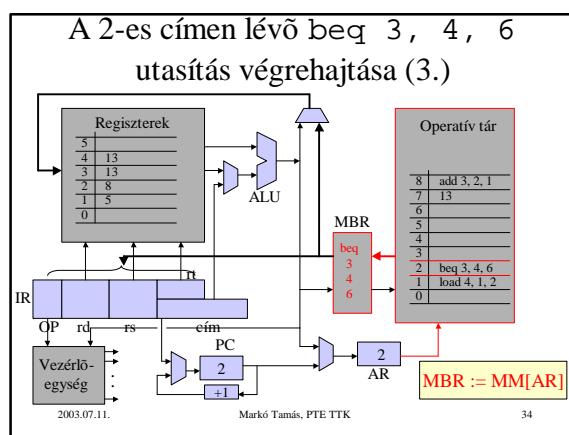 A 2-es címen lévõ beq 3, 4, 6
utasítás végrehajtása (3.)
Regiszterek
5
4 13
3 13
2 8
1 5
0
ALU
Operatív tár
8 add 3, 2, 1
7 13
6
5
4
3
2 beq 3, 4, 6
1 load 4, 1, 2
0
MBR
beq
3
4
6
IR
rt
OP rd rs cím
Vezérlõ-
egység
PC
2
+1
2
AR
MBR := MM[AR]
2003.07.11. Markó Tamás, PTE TTK 34